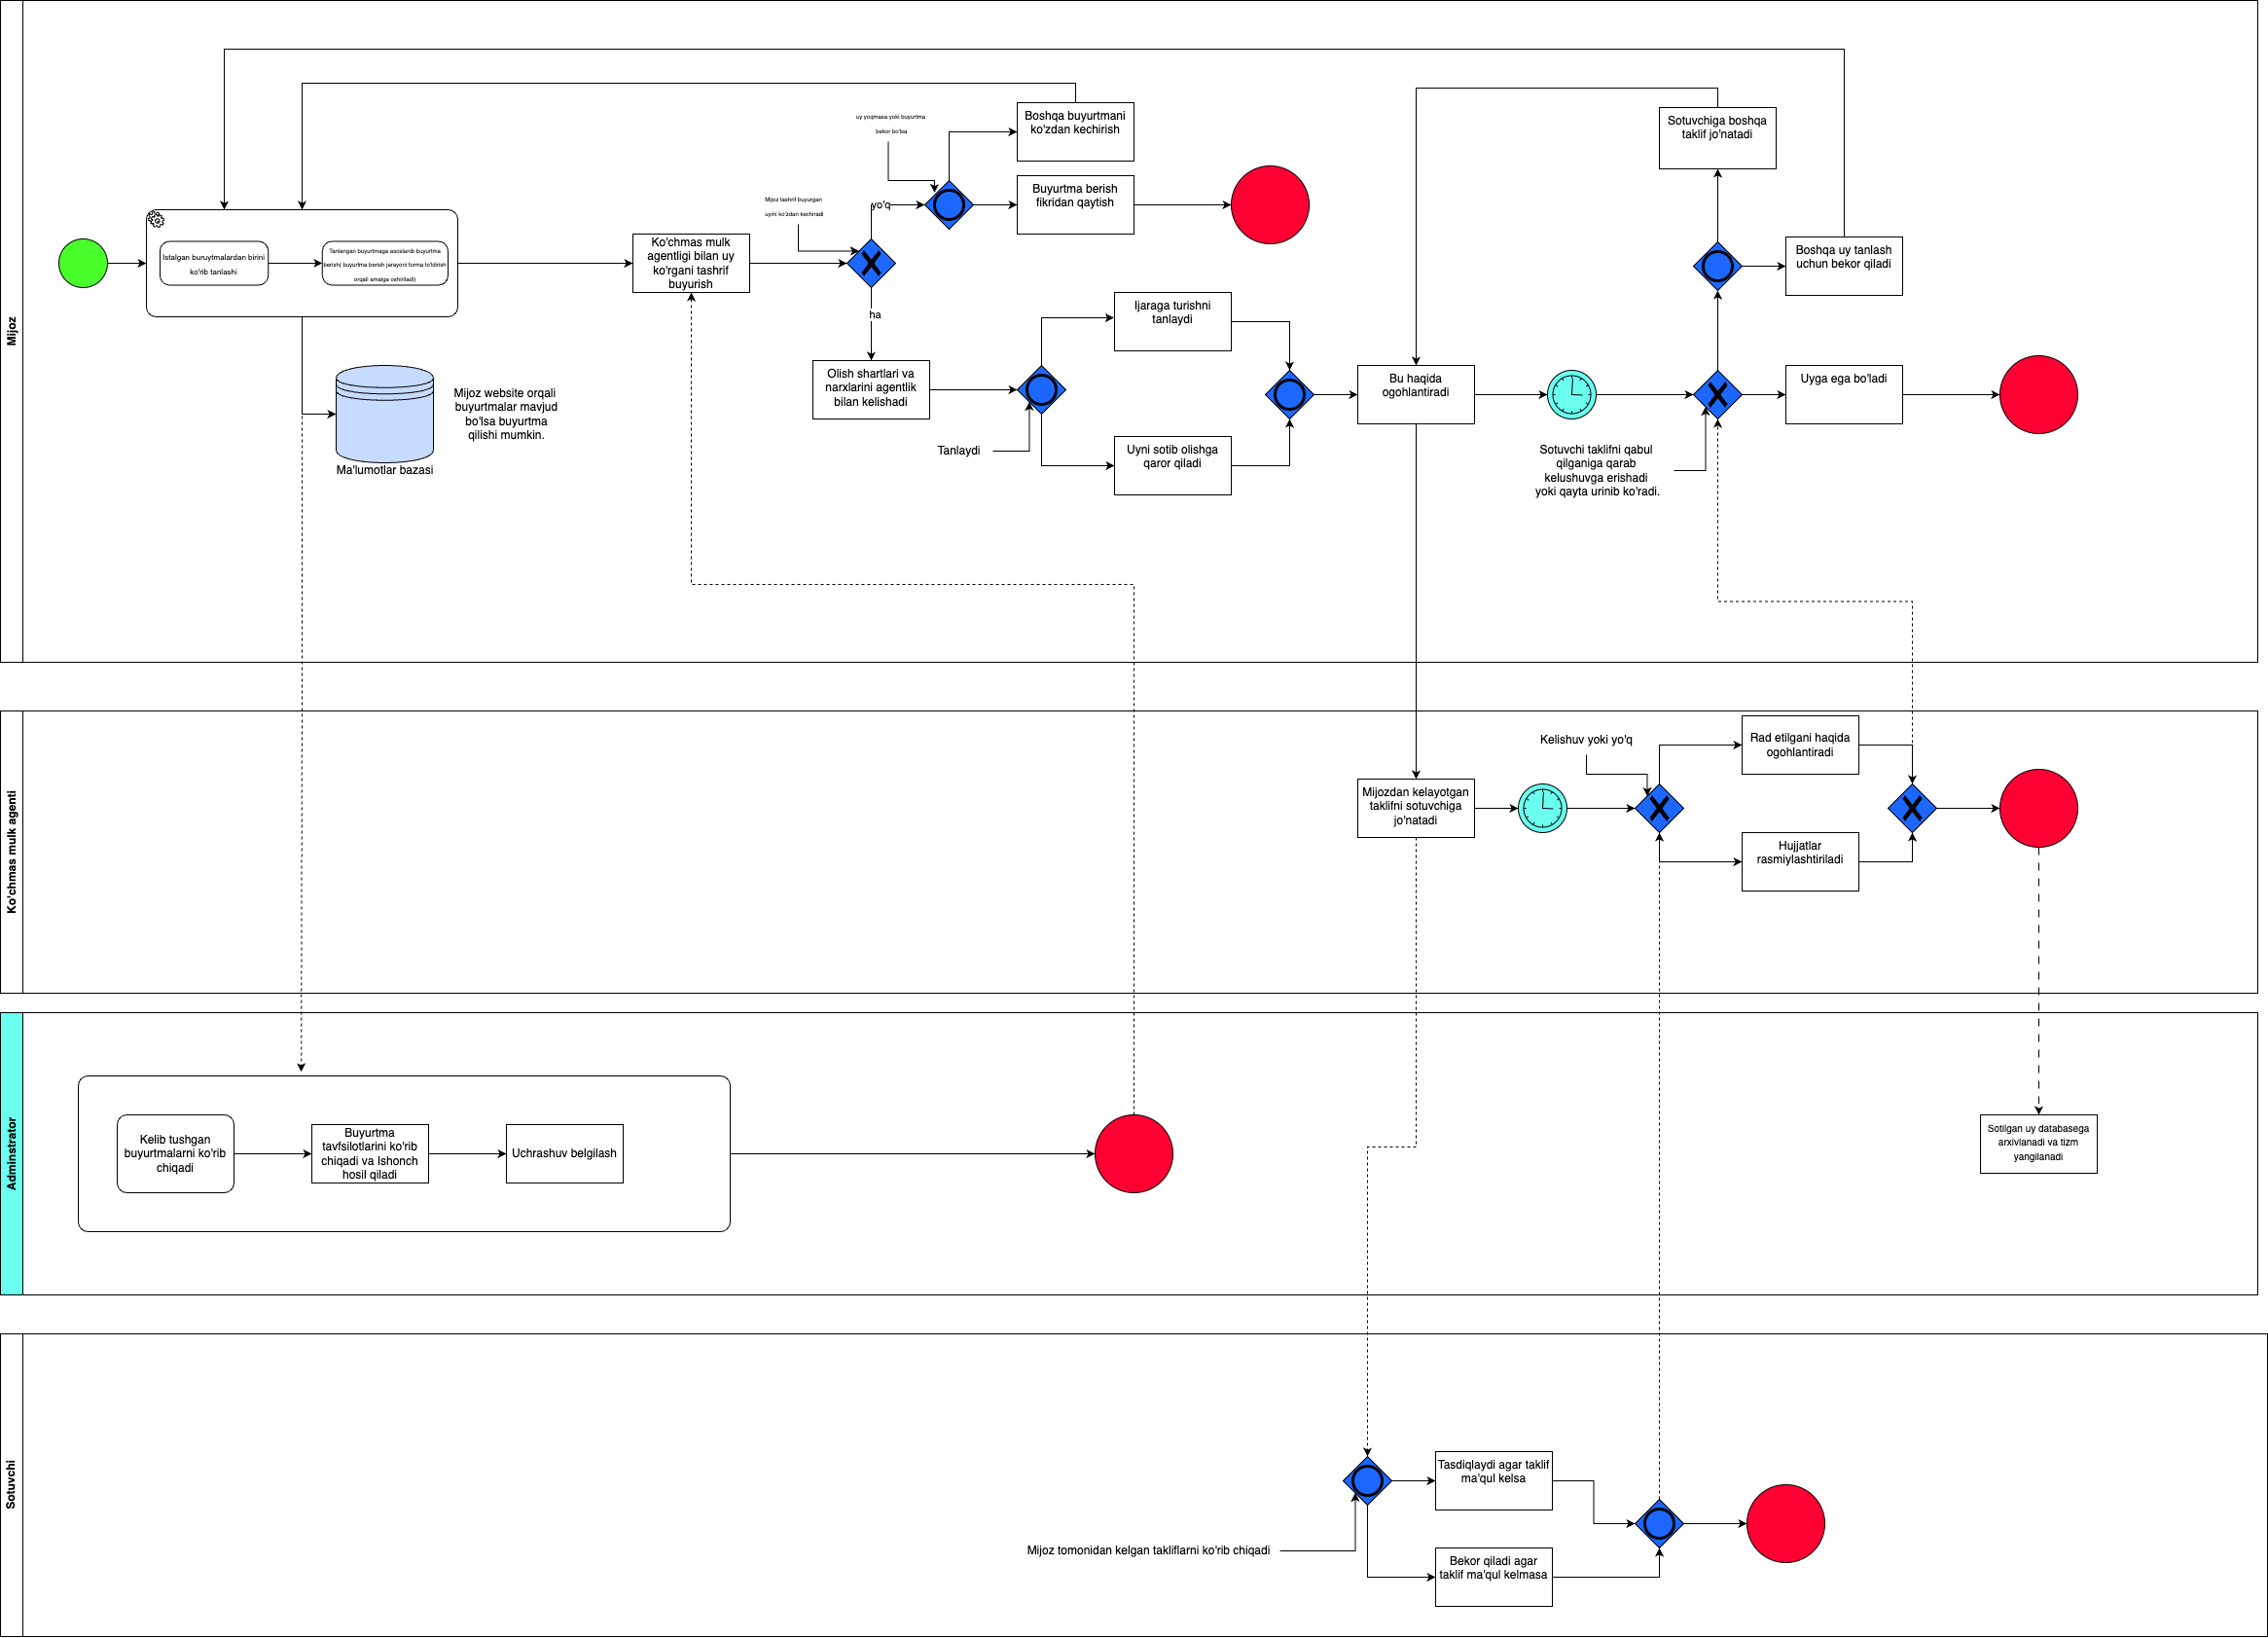 Mijoz
Istalgan buruytmalardan birini
ko'rib tanlashi
Tanlangan buyurtmaga asoslanib buyurtma
berish( buyurtma berish jarayoni forma to'ldirish
orqali amalga oshiriladi)
Ma'lumotlar bazasi
Mijoz website orqali
buyurtmalar mavjud
bo'lsa buyurtma
qilishi mumkin.
Ko'chmas mulk
agentligi bilan uy
ko'rgani tashrif
buyurish
Mijoz tashrif buyurgan
uyini ko'zdan kechiradi
uy yoqmasa yoki buyurtma
bekor bo'lsa
yo'q
ha
Boshqa buyurtmani
ko'zdan kechirish
Buyurtma berish
fikridan qaytish
Olish shartlari va
narxlarini agentlik
bilan kelishadi
Tanlaydi
Ijaraga turishni
tanlaydi
Uyni sotib olishga
qaror qiladi
Bu haqida
ogohlantiradi
Sotuvchiga boshqa
taklif jo'natadi
Boshqa uy tanlash
uchun bekor qiladi
Uyga ega bo'ladi
Sotuvchi taklifni qabul
qilganiga qarab
kelushuvga erishadi
yoki qayta urinib ko'radi.
Ko'chmas mulk agenti
Mijozdan kelayotgan
taklifni sotuvchiga
jo'natadi
Kelishuv yoki yo'q
Rad etilgani haqida
ogohlantiradi
Hujjatlar
rasmiylashtiriladi
Adminstrator
Kelib tushgan
buyurtmalarni ko'rib
chiqadi
Buyurtma
tavfsilotlarini ko'rib
chiqadi va Ishonch
hosil qiladi
Uchrashuv belgilash
Sotilgan uy databasega
arxivlanadi va tizm
yangilanadi
Sotuvchi
Mijoz tomonidan kelgan takliflarni ko'rib chiqadi
Tasdiqlaydi agar taklif
ma'qul kelsa
Bekor qiladi agar
taklif ma'qul kelmasa